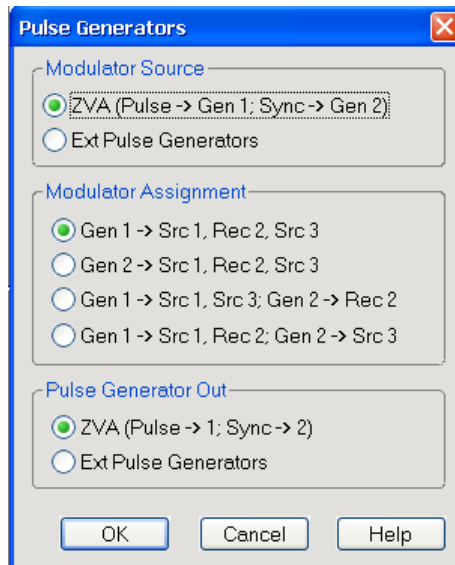 Pulse Generators
Modulator Source
ZVA (Pulse -> Gen 1; Sync -> Gen 2)
Ext Pulse Generators
Modulator Assignment
Gen 1 -> Src 1, Rec 2, Src 3
Gen 2 -> Src 1, Rec 2, Src 3
Gen 1 -> Src 1, Src 3; Gen 2 -> Rec 2
Gen 1 -> Src 1, Rec 2; Gen 2 -> Src 3
Pulse Generator Out
ZVA (Pulse -> 1; Sync -> 2)
Ext Pulse Generators
OK Cancel Help